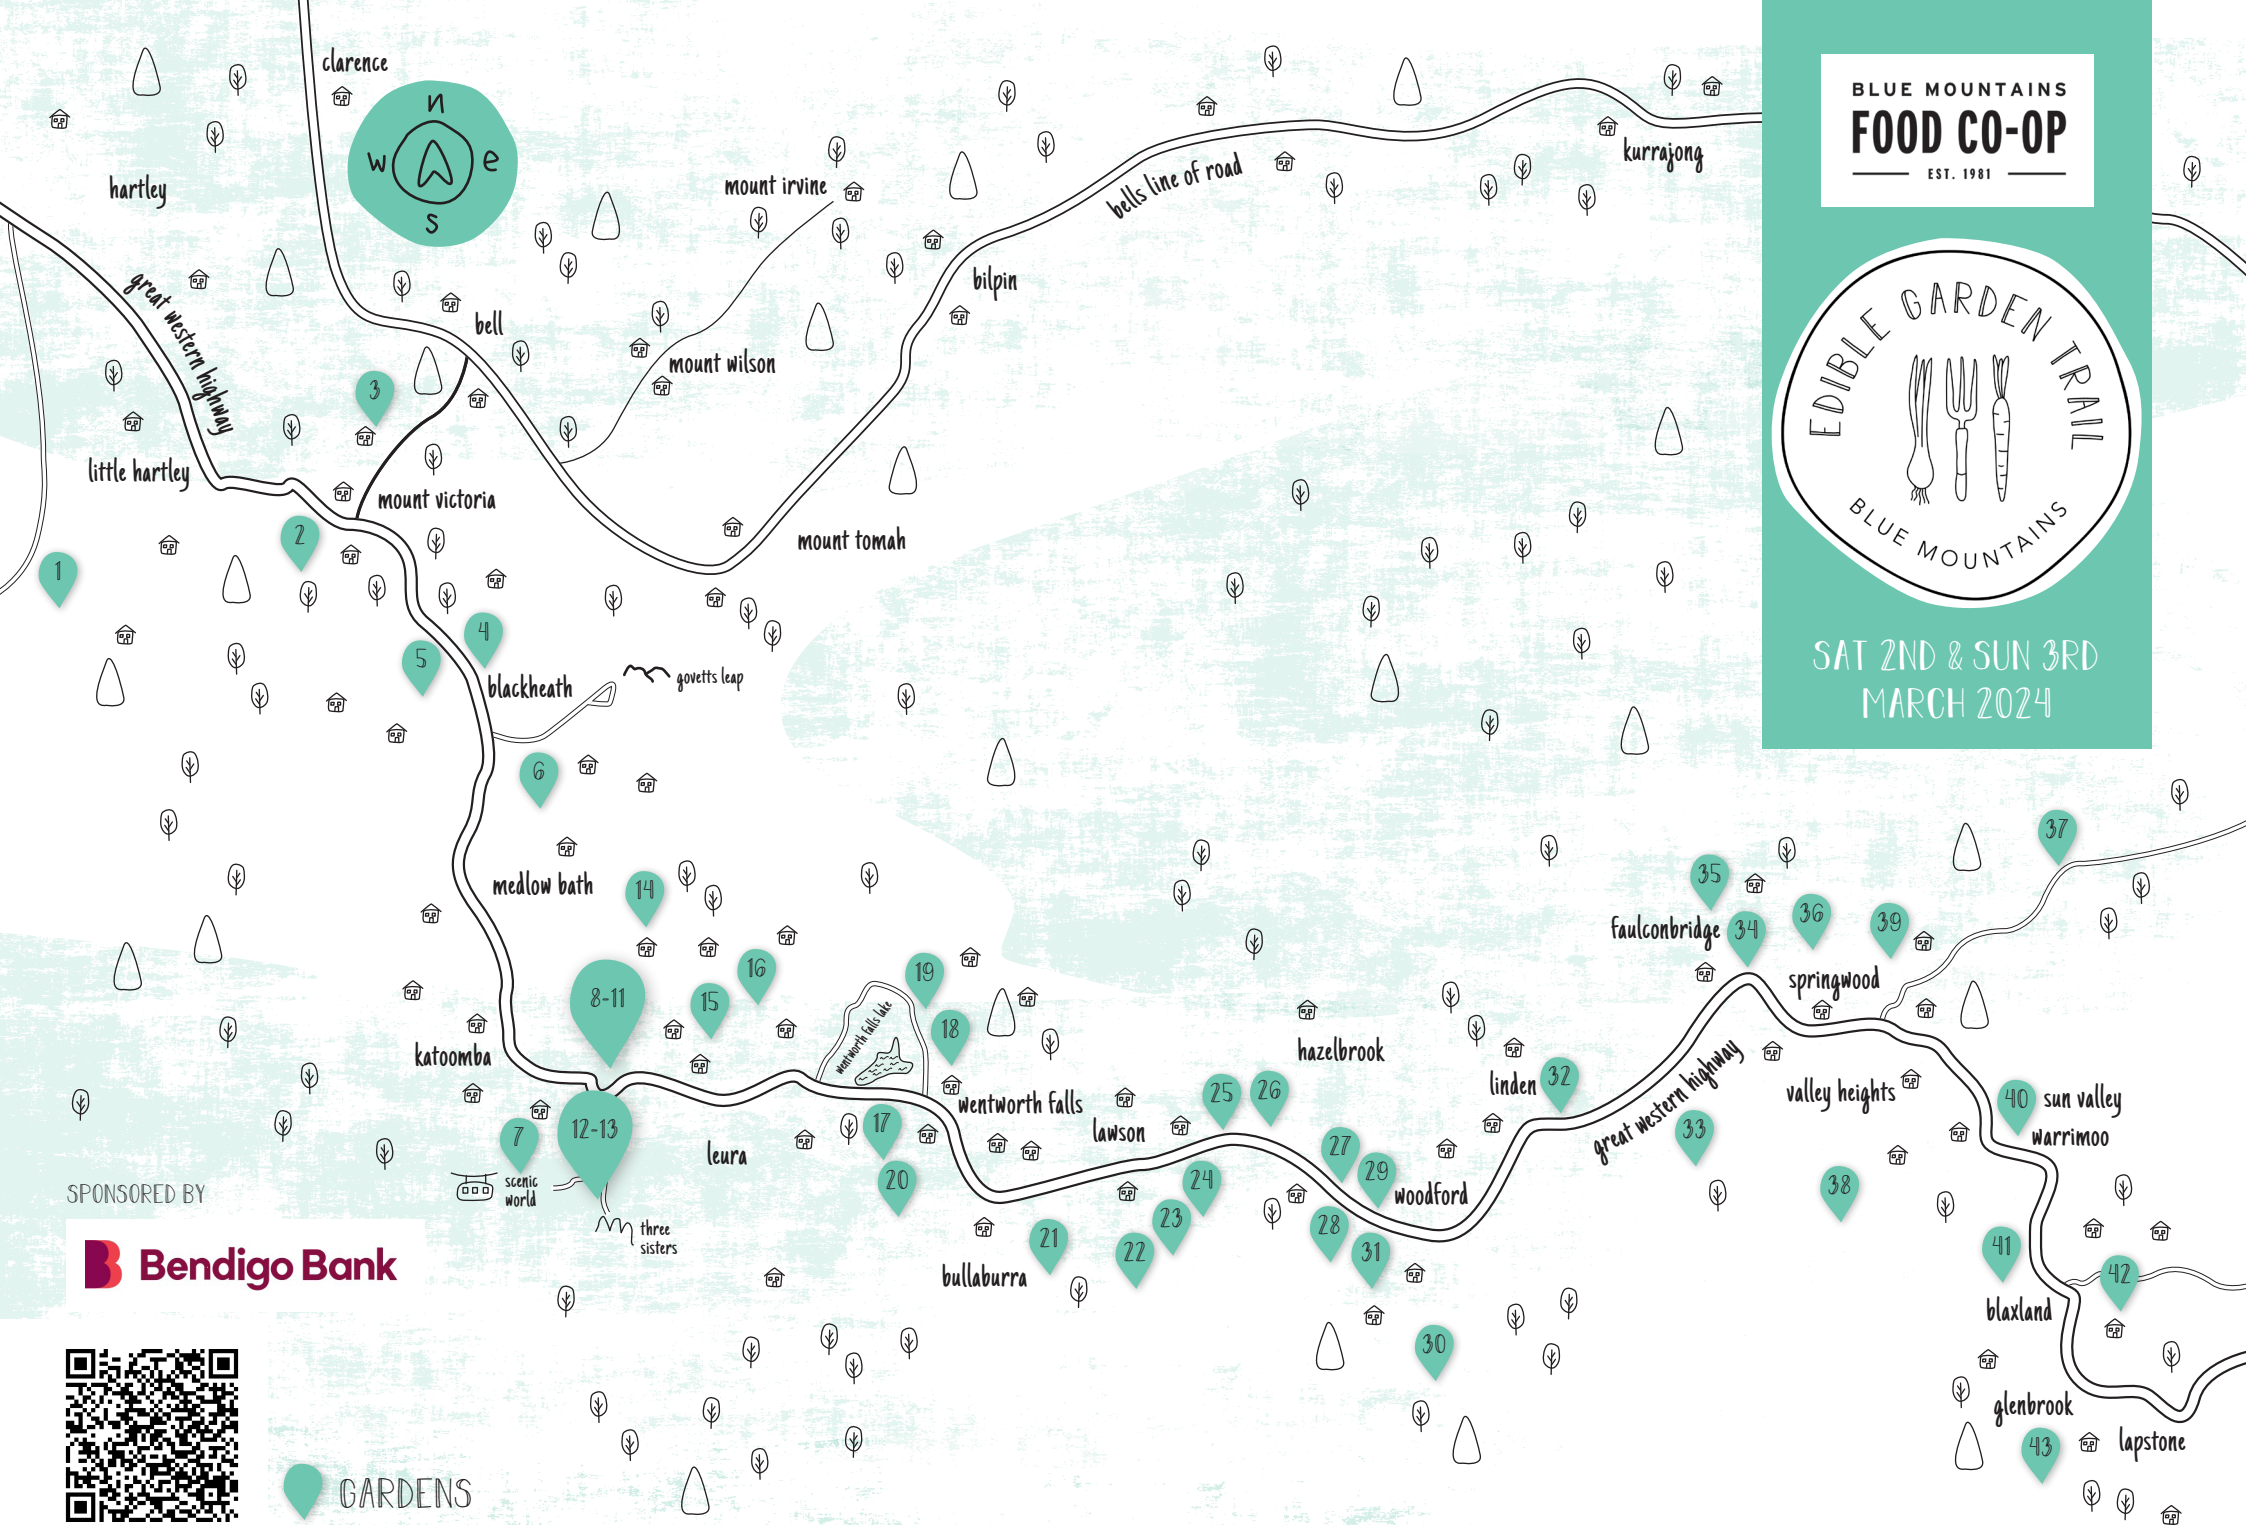 clarence
n
w
e
s
hartley
great western highway
little hartley
bell
mount irvine
mount wilson
mount victoria
mount tomah
bilpin
bells line of road
kurrajong
BLUE MOUNTAINS
FOOD CO-OP
EST. 1981
EDIBLE GARDEN TRAIL
BLUE MOUNTAINS
SAT 2ND & SUN 3RD
MARCH 2024
1
2
3
4
5
blackheath
govetts leap
6
medlow bath
14
8-11
15
16
katoomba
7
12-13
scenic
world
three
sisters
leura
wentworth falls lake
19
18
17
20
wentworth falls
lawson
bullaburra
21
22
23
24
25
26
hazelbrook
27
28
29
woodford
31
30
linden
32
great western highway
33
faulconbridge
35
34
36
39
37
springwood
valley heights
38
40
sun valley
warrimoo
41
42
blaxland
glenbrook
43
lapstone
SPONSORED BY
Bendigo Bank
GARDENS